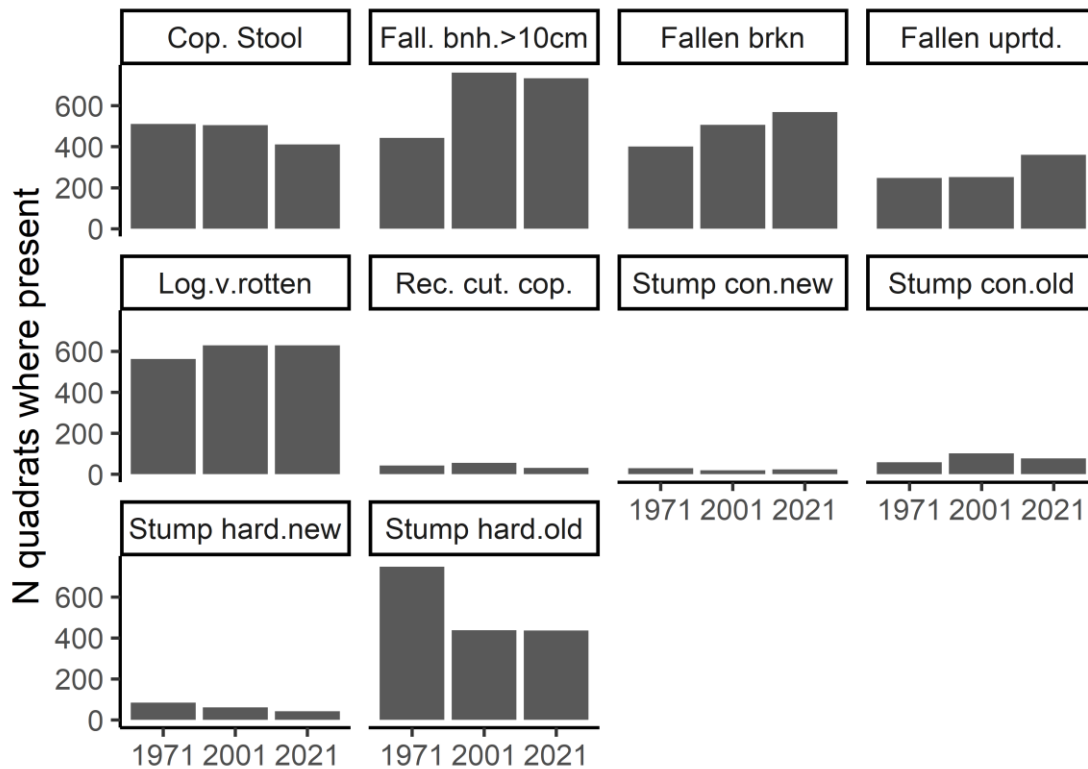 Cop. Stool
Fall. bnh.>10cm
Fallen brkn
Fallen uprtd.
600
400
200
0
Log.v.rotten
Rec. cut. cop.
Stump con.new
Stump con.old
600
400
200
0
1971 2001 2021
1971 2001 2021
Stump hard.new
Stump hard.old
600
400
200
0
1971 2001 2021
1971 2001 2021
N quadrats where present